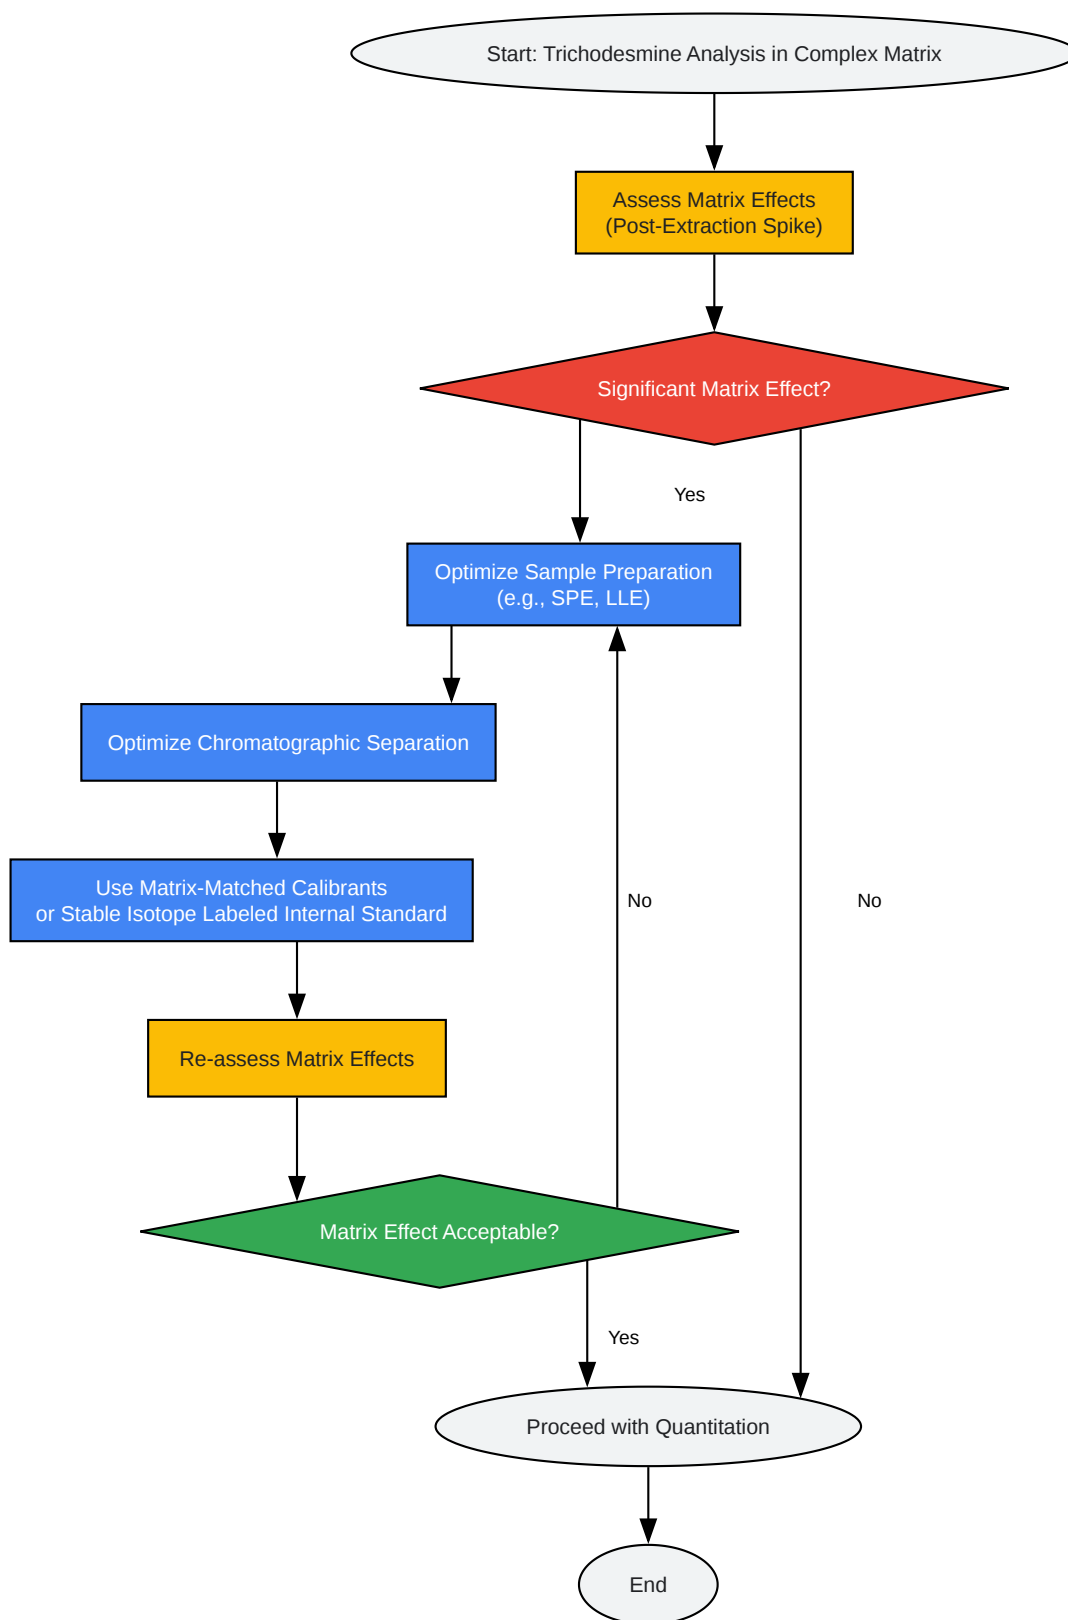 Start: Trichodesmine Analysis in Complex Matrix
Assess Matrix Effects
(Post-Extraction Spike)
Significant Matrix Effect?
Yes
Optimize Sample Preparation
(e.g., SPE, LLE)
Optimize Chromatographic Separation
Use Matrix-Matched Calibrants
or Stable Isotope Labeled Internal Standard
No
No
Re-assess Matrix Effects
Matrix Effect Acceptable?
Yes
Proceed with Quantitation
End